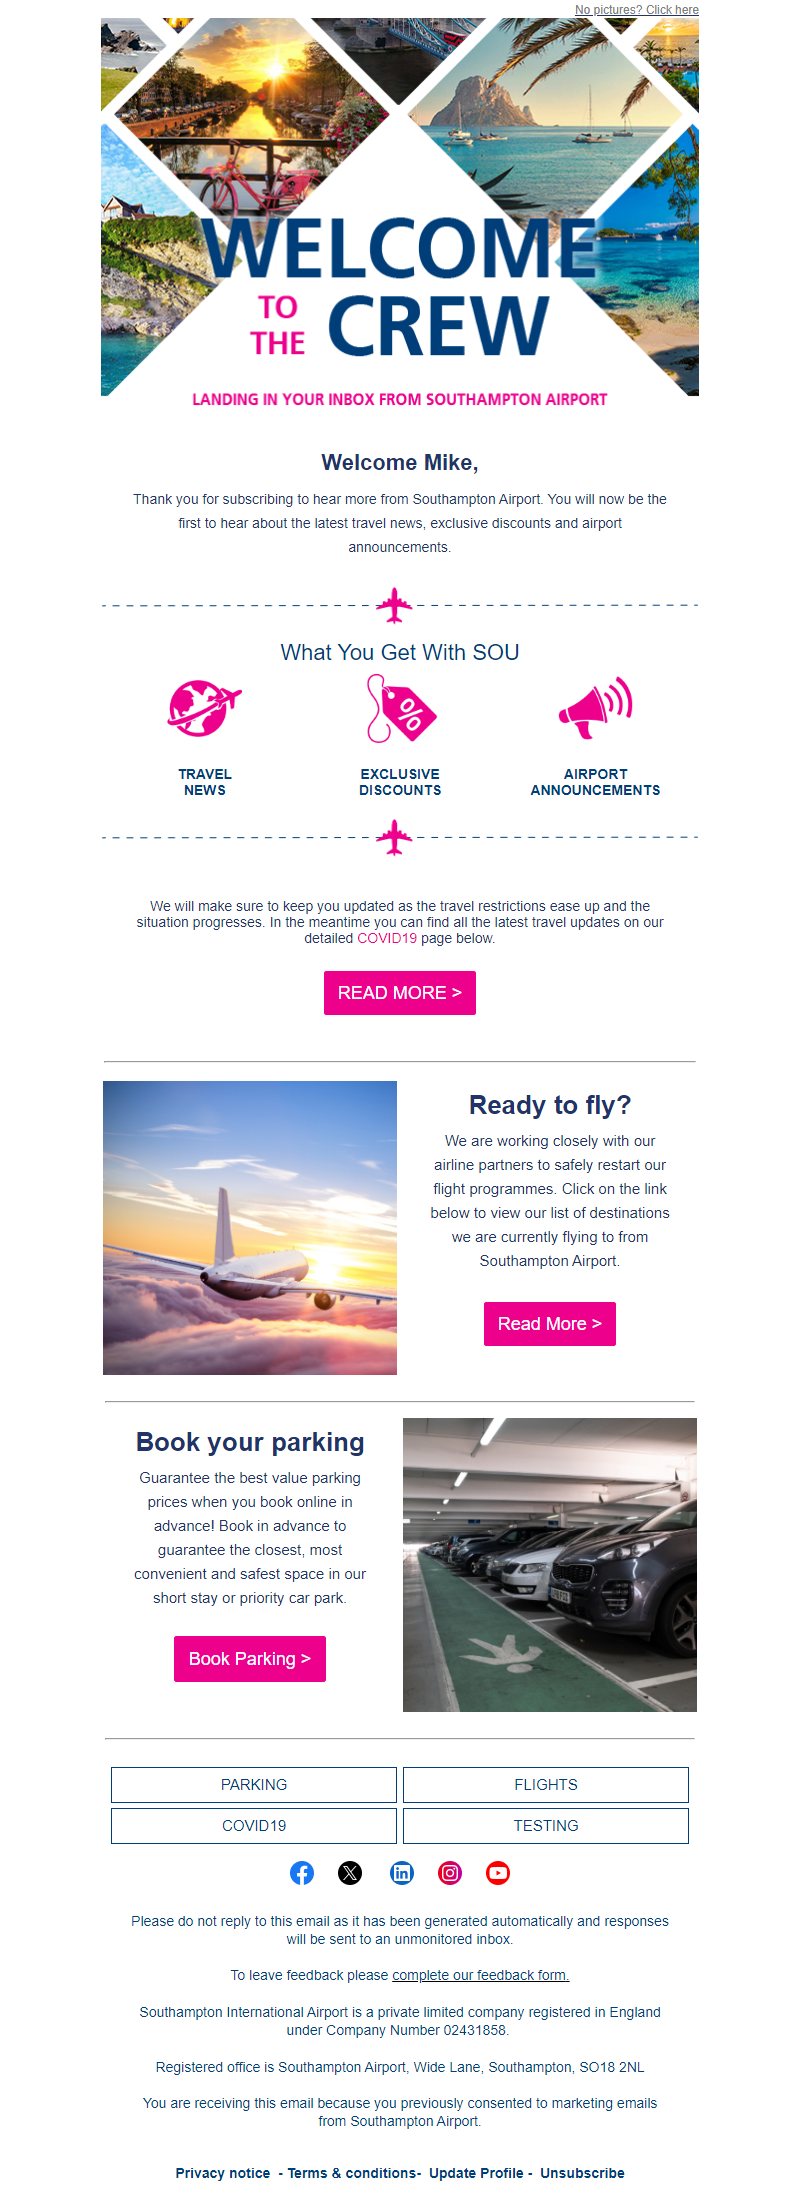 No pictures? Click here
WELCOME
TO
THE
CREW
LANDING IN YOUR INBOX FROM SOUTHAMPTON AIRPORT
Welcome Mike,
Thank you for subscribing to hear more from Southampton Airport. You will now be the
first to hear about the latest travel news, exclusive discounts and airport
announcements.
What You Get With SOU
%
TRAVEL
NEWS
EXCLUSIVE
DISCOUNTS
AIRPORT
ANNOUNCEMENTS
We will make sure to keep you updated as the travel restrictions ease up and the
situation progresses. In the meantime you can find all the latest travel updates on our
detailed COVID19 page below.
READ MORE >
Ready to fly?
We are working closely with our
airline partners to safely restart our
flight programmes. Click on the link
below to view our list of destinations
we are currently flying to from
Southampton Airport.
Read More >
Book your parking
Guarantee the best value parking
prices when you book online in
advance! Book in advance to
guarantee the closest, most
convenient and safest space in our
short stay or priority car park.
Book Parking >
PARKING
FLIGHTS
COVID19
TESTING
Please do not reply to this email as it has been generated automatically and responses
will be sent to an unmonitored inbox.
To leave feedback please complete our feedback form.
Southampton International Airport is a private limited company registered in England
under Company Number 02431858.
Registered office is Southampton Airport, Wide Lane, Southampton, SO18 2NL
You are receiving this email because you previously consented to marketing emails
from Southampton Airport.
Privacy notice - Terms & conditions- Update Profile - Unsubscribe